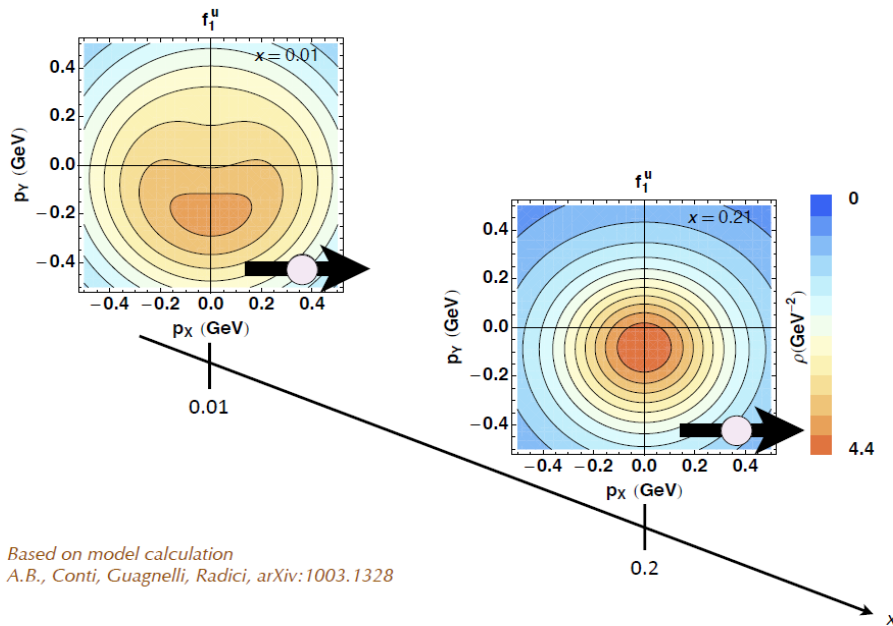 f₁ᵘ
x = 0.01
0.4
0.2
0.0
−0.2
−0.4
pY (GeV)
−0.4 −0.2 0.0 0.2 0.4
pX (GeV)
0.01
f₁ᵘ
x = 0.21
0.4
0.2
0.0
−0.2
−0.4
pY (GeV)
−0.4 −0.2 0.0 0.2 0.4
pX (GeV)
0
ρ(GeV⁻²)
4.4
0.2
x
Based on model calculation
A.B., Conti, Guagnelli, Radici, arXiv:1003.1328